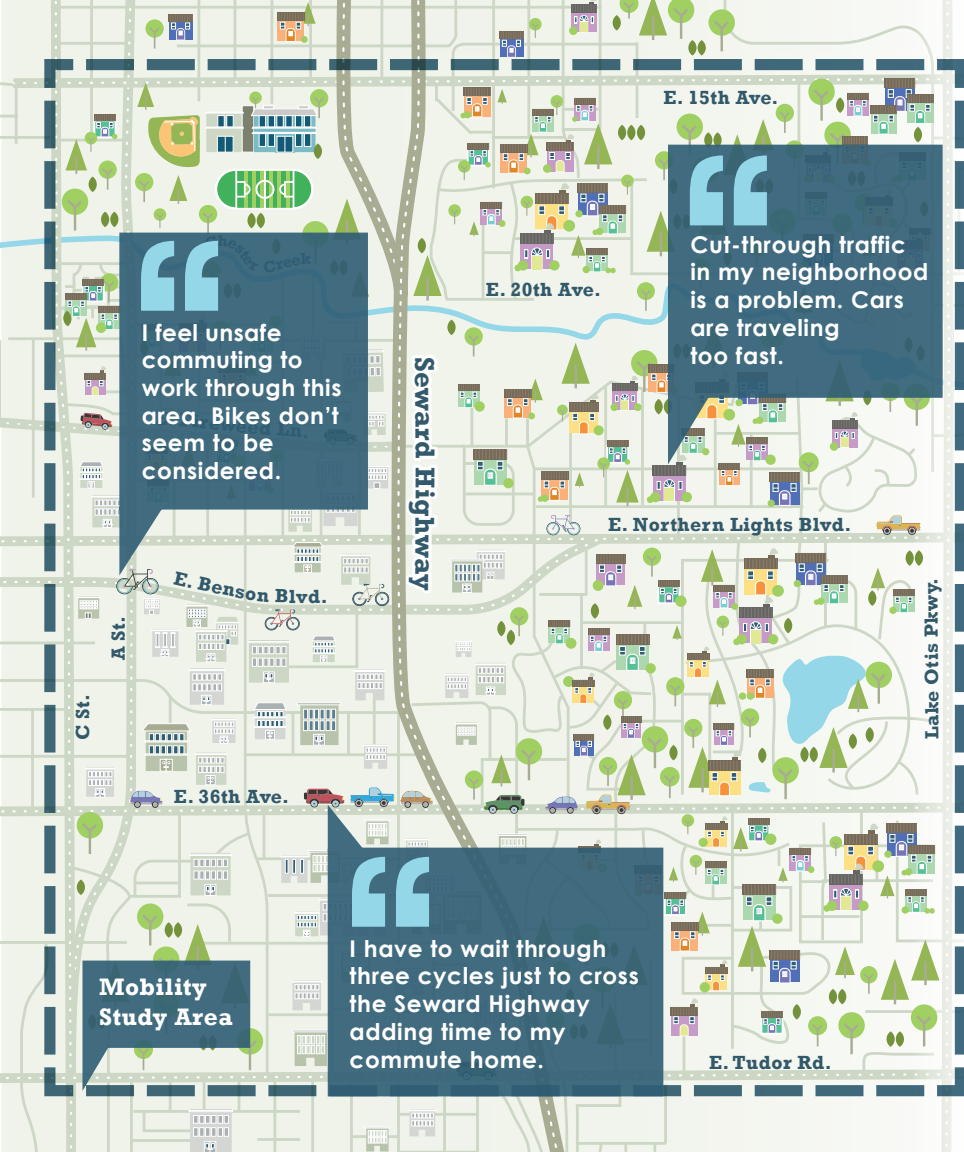 E. 15th Ave.
Chester Creek
“
Cut-through traffic
in my neighborhood
is a problem. Cars
are traveling
too fast.
“
I feel unsafe
commuting to
work through this
area. Bikes don’t
seem to be
considered.
E. 20th Ave.
Seward Highway
E. Northern Lights Blvd.
E. Benson Blvd.
A St.
C St.
Lake Otis Pkwy.
E. 36th Ave.
“
I have to wait through
three cycles just to cross
the Seward Highway
adding time to my
commute home.
Mobility
Study Area
E. Tudor Rd.